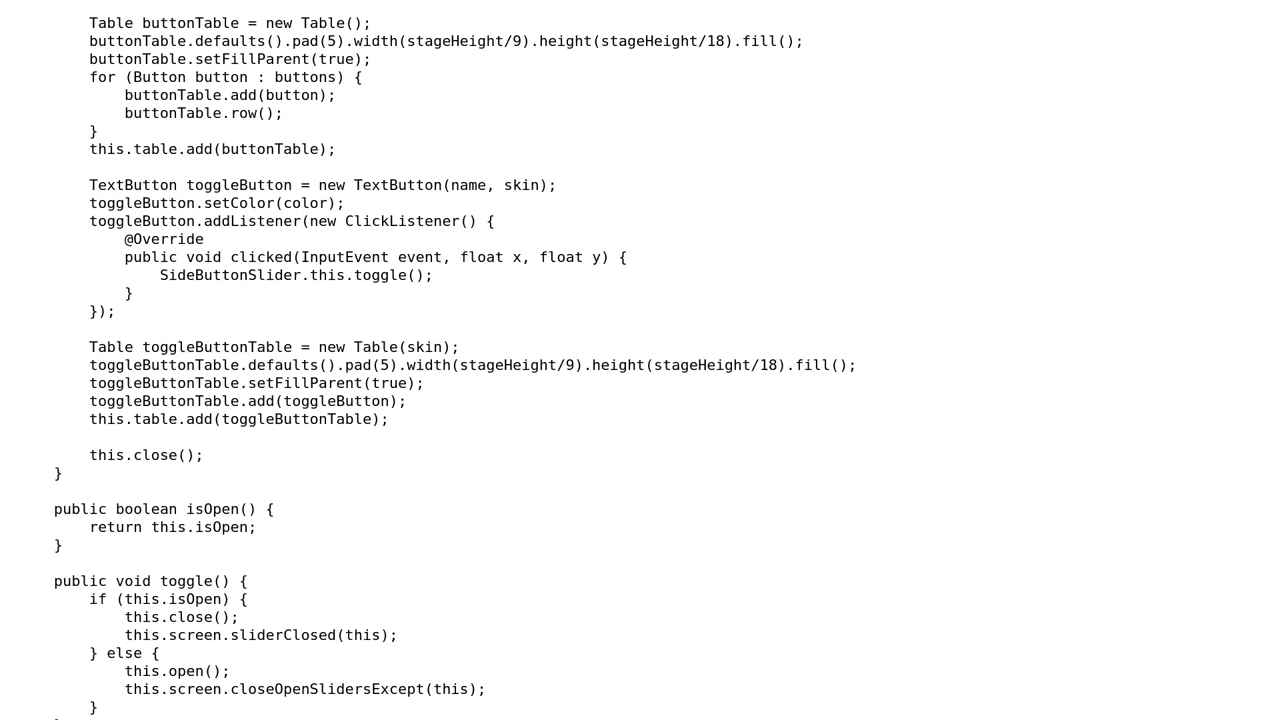 Table buttonTable = new Table();
buttonTable.defaults().pad(5).width(stageHeight/9).height(stageHeight/18).fill();
buttonTable.setFillParent(true);
for (Button button : buttons) {
buttonTable.add(button);
buttonTable.row();
}
this.table.add(buttonTable);
TextButton toggleButton = new TextButton(name, skin);
toggleButton.setColor(color);
toggleButton.addListener(new ClickListener() {
@Override
public void clicked(InputEvent event, float x, float y) {
SideButtonSlider.this.toggle();
}
});
Table toggleButtonTable = new Table(skin);
toggleButtonTable.defaults().pad(5).width(stageHeight/9).height(stageHeight/18).fill();
toggleButtonTable.setFillParent(true);
toggleButtonTable.add(toggleButton);
this.table.add(toggleButtonTable);
this.close();
}
public boolean isOpen() {
return this.isOpen;
}
public void toggle() {
if (this.isOpen) {
this.close();
this.screen.sliderClosed(this);
} else {
this.open();
this.screen.closeOpenSlidersExcept(this);
}